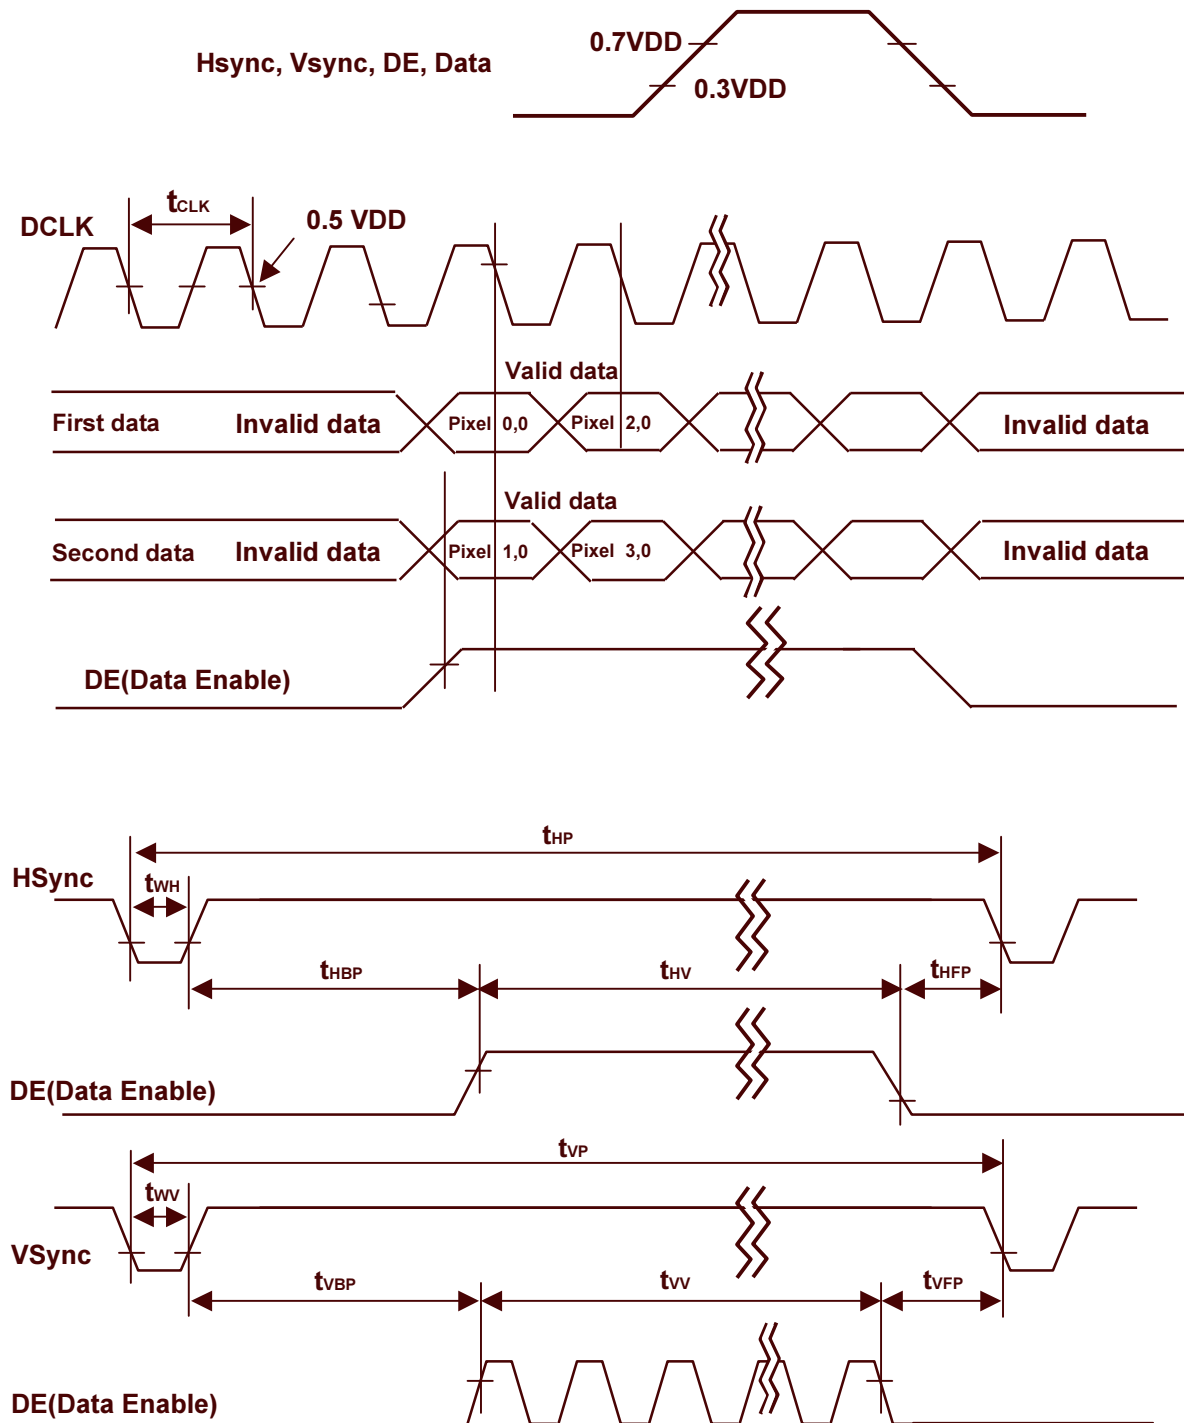 0.7VDD
Hsync, Vsync, DE, Data
0.3VDD
tCLK
DCLK
0.5 VDD
Valid data
First data Invalid data Pixel 0,0 Pixel 2,0 Invalid data
Valid data
Second data Invalid data Pixel 1,0 Pixel 3,0 Invalid data
DE(Data Enable)
tHP
HSync
tWH
tHBP tHV tHFP
DE(Data Enable)
tVP
tWV
VSync
tVBP tVV tVFP
DE(Data Enable)